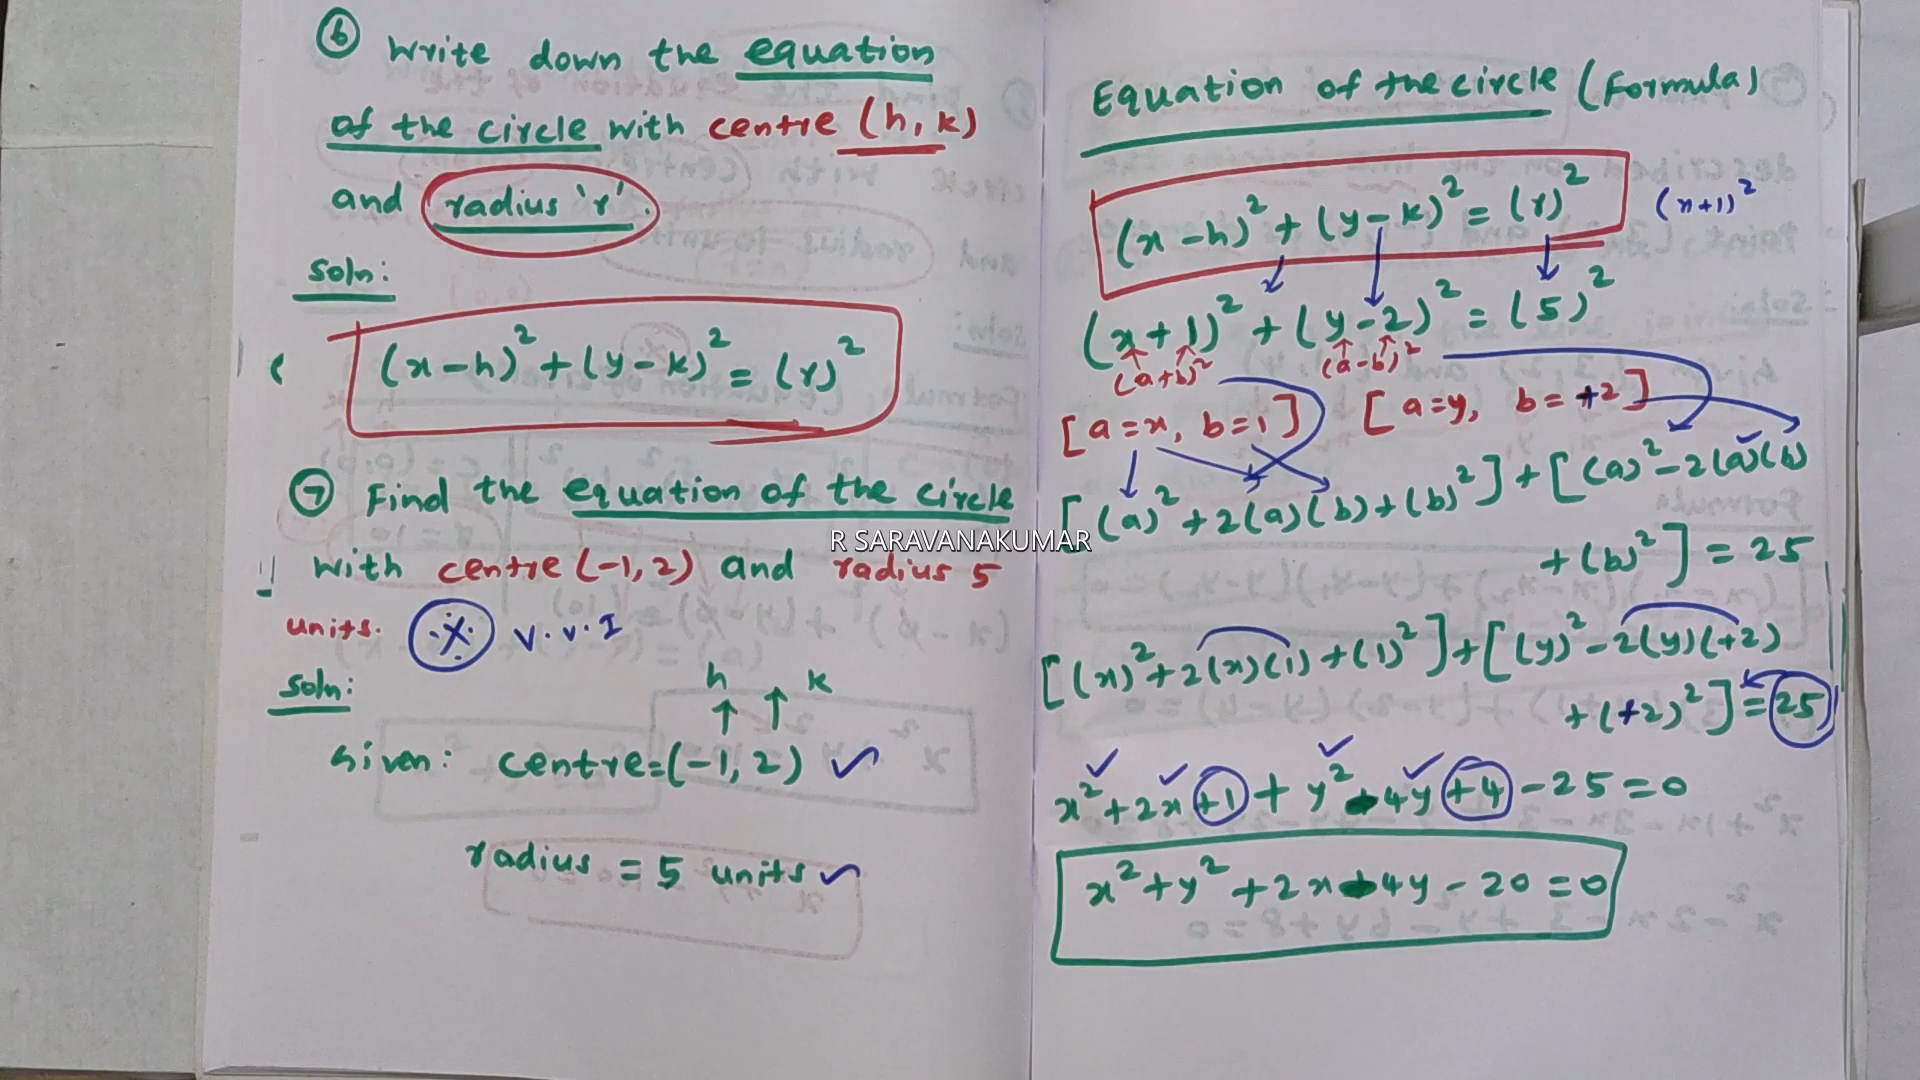 ⑥ Write down the equation
of the circle with centre (h, k)
and radius 'r'.
Soln:
(x-h)² + (y-k)² = (r)²
⑦ Find the equation of the circle
with centre (-1, 2) and radius 5
units. V.V.I
Soln:
h k
Given: centre=(-1, 2) ✓
radius = 5 units ✓
Equation of the circle (Formula)
(x-h)² + (y-k)² = (r)²
(x+1)²
(x+1)² + (y-2)² = (5)²
(a+b)² (a-b)²
[a=x, b=1] [a=y, b=+2]
[(a)²+2(a)(b)+(b)²]+[(a)²-2(a)(b)
+(b)²] = 25
[(x)²+2(x)(1)+(1)²]+[(y)²-2(y)(+2)
+(+2)²]=25
x²+2x+1+y²-4y+4-25=0
x²+y²+2x-4y-20=0
R SARAVANAKUMAR